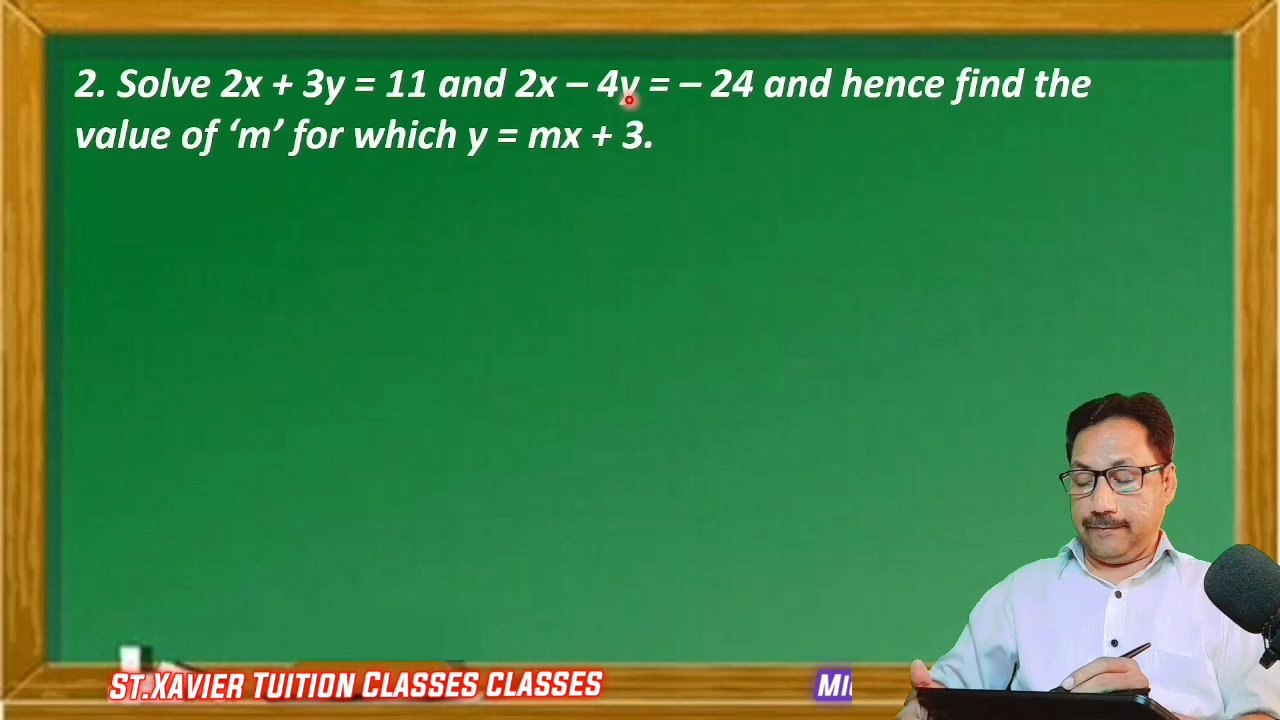 2. Solve 2x + 3y = 11 and 2x – 4y = – 24 and hence find the
value of ‘m’ for which y = mx + 3.
ST.XAVIER TUITION CLASSES CLASSES